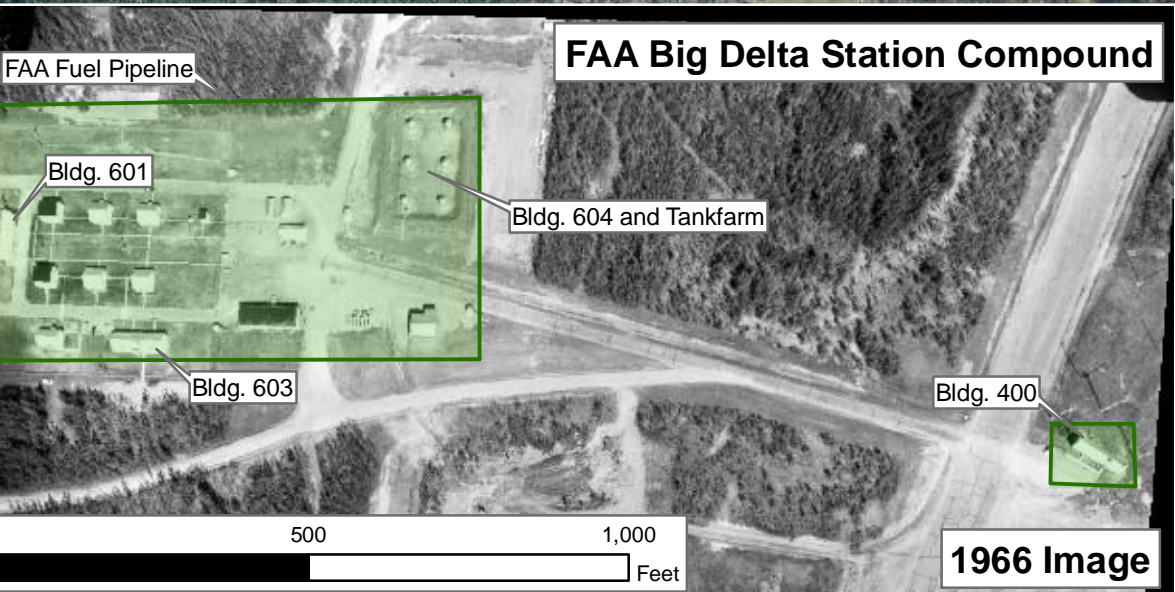 FAA Big Delta Station Compound
FAA Fuel Pipeline
Bldg. 601
Bldg. 604 and Tankfarm
Bldg. 603
Bldg. 400
500
1,000
Feet
1966 Image